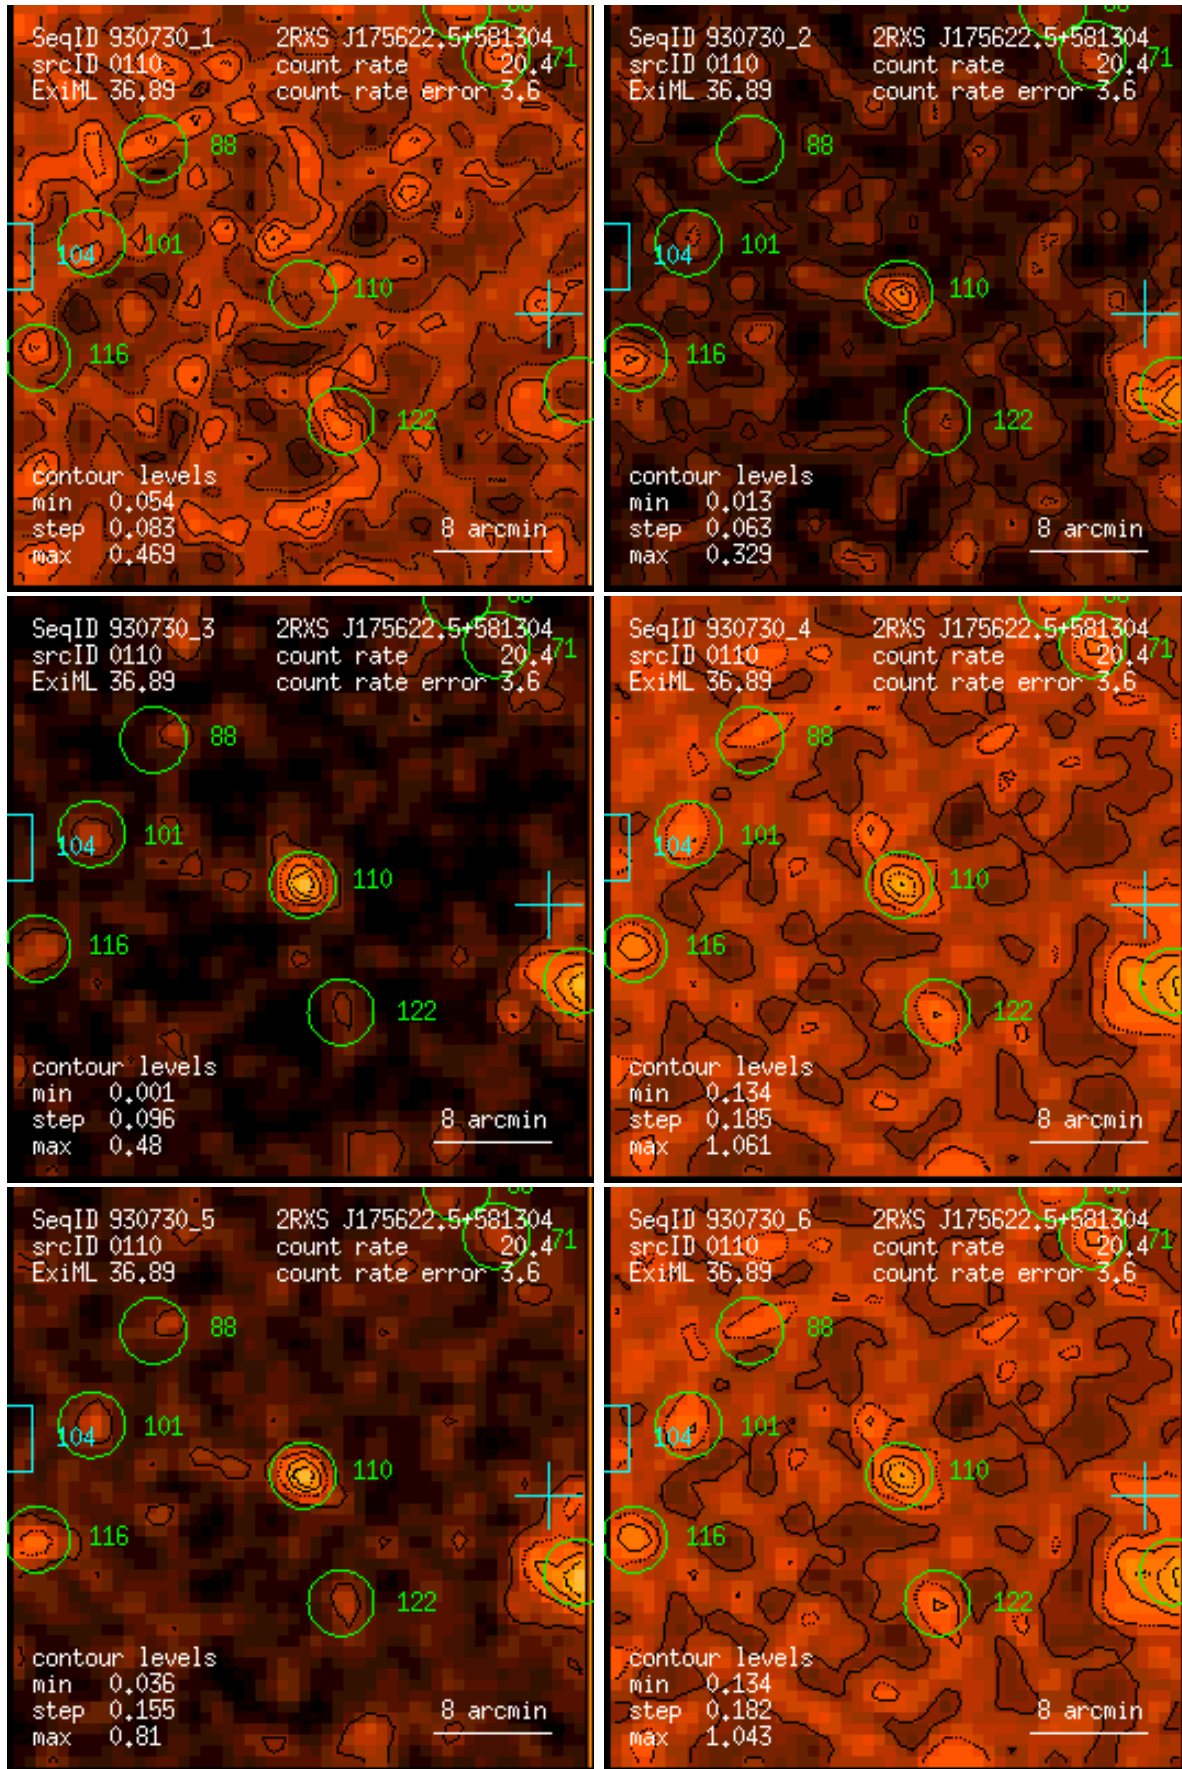 SeqID 930730_1 2RXS J175622.5+581304
srcID 0110 count rate 20.4 71
ExiML 36.89 count rate error 3.6
88
101
104
110
116
122
contour levels
min 0.054
step 0.083 8 arcmin
max 0.469
SeqID 930730_2 2RXS J175622.5+581304
srcID 0110 count rate 20.4 71
ExiML 36.89 count rate error 3.6
88
101
104
110
116
122
contour levels
min 0.013
step 0.063 8 arcmin
max 0.329
SeqID 930730_3 2RXS J175622.5+581304
srcID 0110 count rate 20.4 71
ExiML 36.89 count rate error 3.6
88
101
104
110
116
122
contour levels
min 0.001
step 0.096 8 arcmin
max 0.48
SeqID 930730_4 2RXS J175622.5+581304
srcID 0110 count rate 20.4 71
ExiML 36.89 count rate error 3.6
88
101
104
110
116
122
contour levels
min 0.134
step 0.185 8 arcmin
max 1.061
SeqID 930730_5 2RXS J175622.5+581304
srcID 0110 count rate 20.4 71
ExiML 36.89 count rate error 3.6
88
101
104
110
116
122
contour levels
min 0.036
step 0.155 8 arcmin
max 0.81
SeqID 930730_6 2RXS J175622.5+581304
srcID 0110 count rate 20.4 71
ExiML 36.89 count rate error 3.6
88
101
104
110
116
122
contour levels
min 0.134
step 0.182 8 arcmin
max 1.043